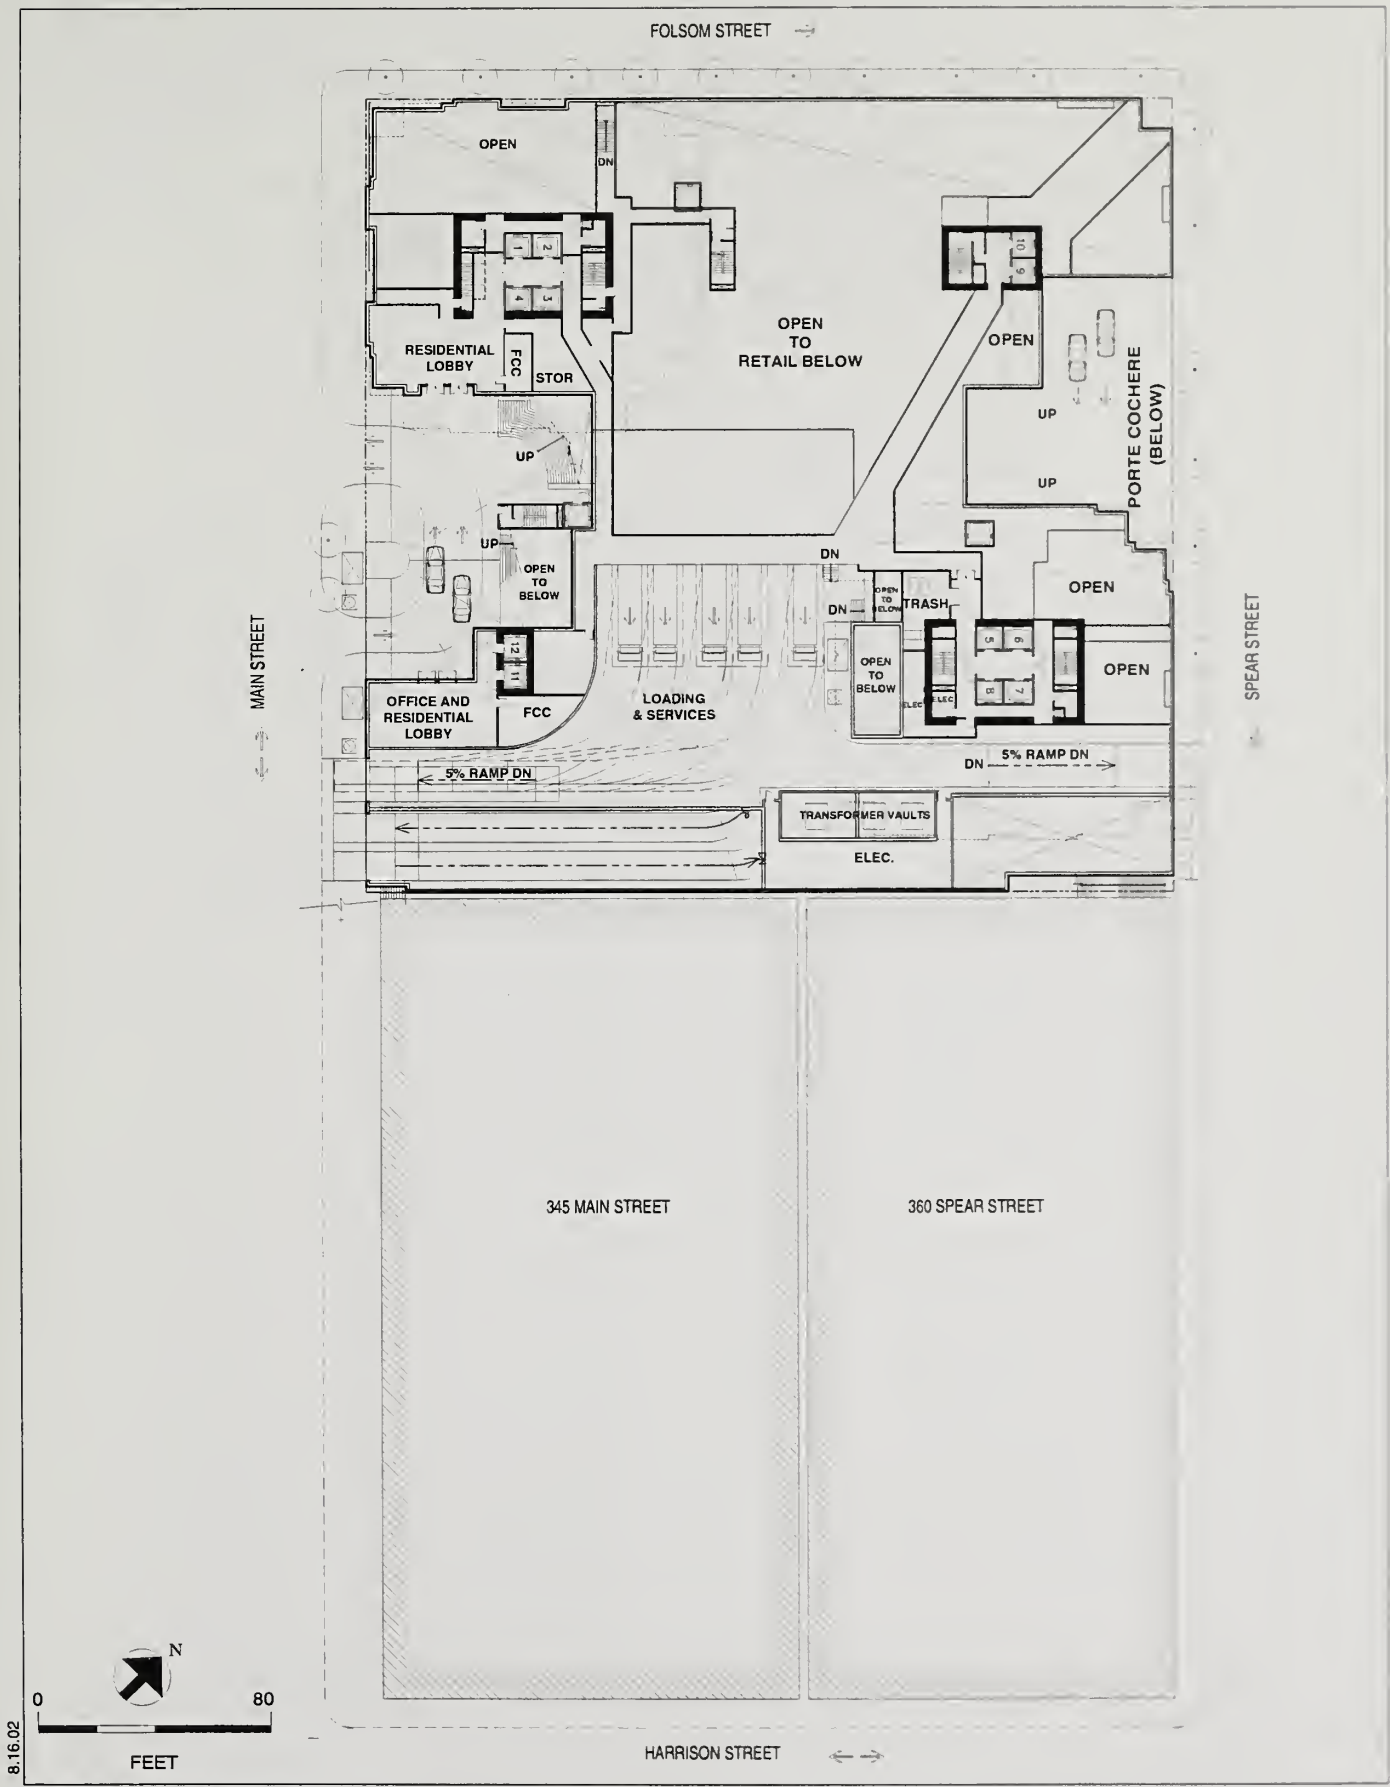 FOLSOM STREET
OPEN
DN
1
2
4
3
10
9
OPEN
TO
RETAIL BELOW
OPEN
RESIDENTIAL
LOBBY
FCC
STOR
PORTE COCHERE
(BELOW)
UP
UP
UP
UP
OPEN
TO
BELOW
DN
DN
OPEN
TO
BELOW
TRASH
OPEN
MAIN STREET
SPEAR STREET
12
11
5
6
8
7
OPEN
TO
BELOW
OPEN
ELEC
ELEC
OFFICE AND
RESIDENTIAL
LOBBY
FCC
LOADING
& SERVICES
5% RAMP DN
DN
5% RAMP DN
TRANSFORMER VAULTS
ELEC.
345 MAIN STREET
360 SPEAR STREET
N
0
80
FEET
HARRISON STREET
8.16.02